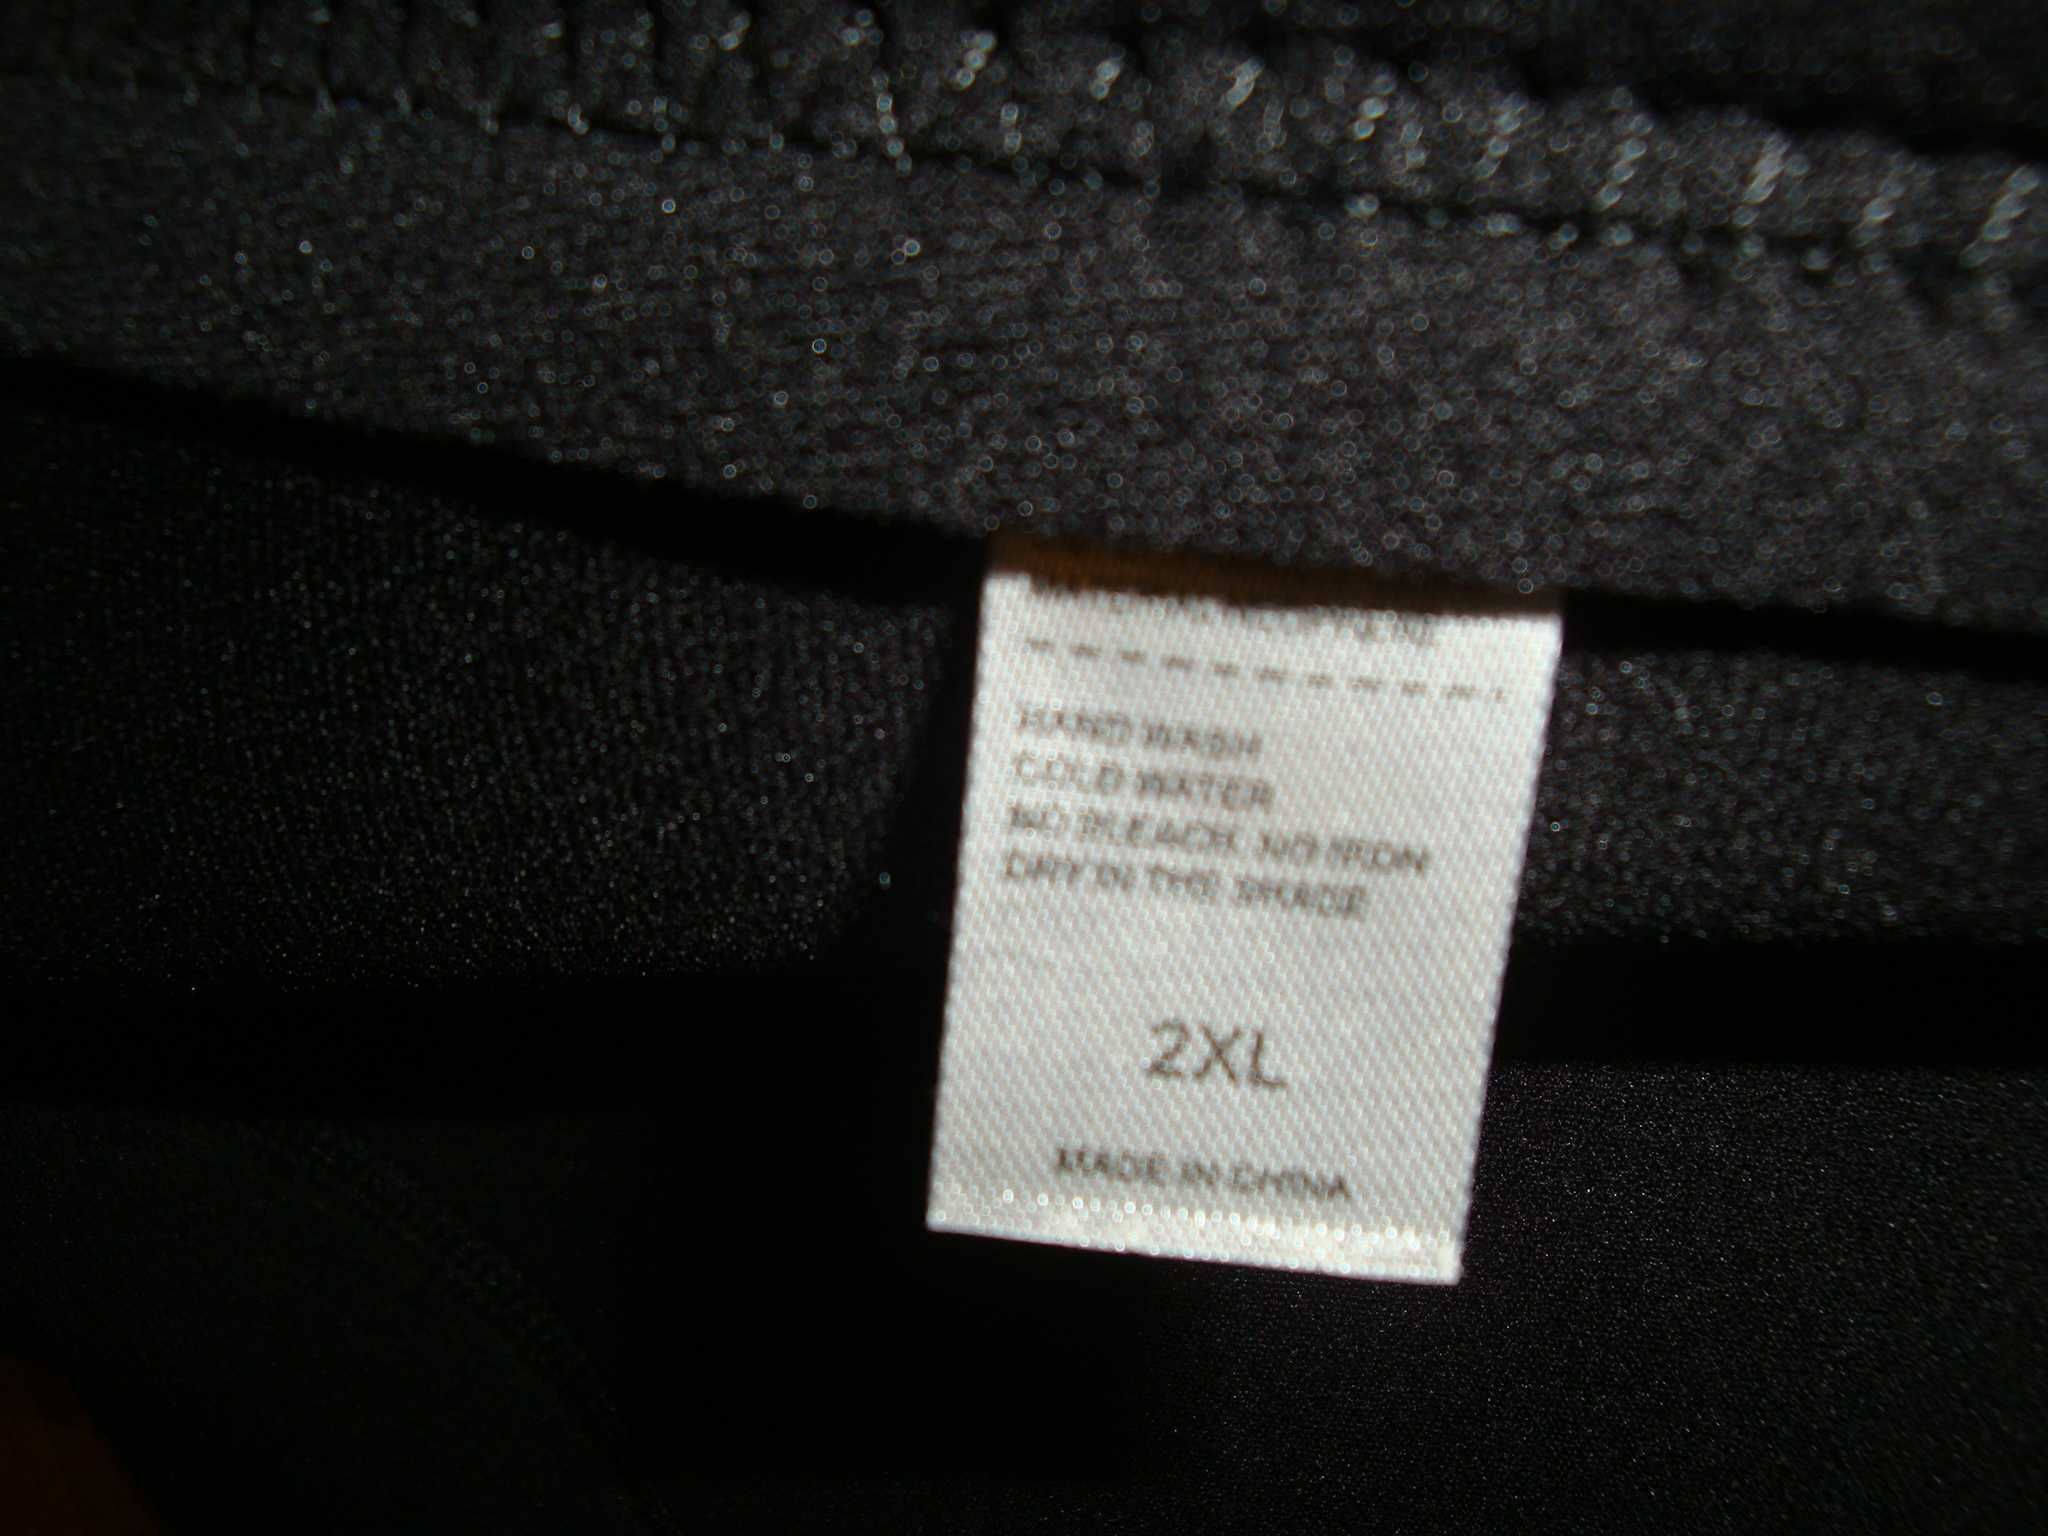 HAND WASH
COLD WATER
NO BLEACH, NO IRON
DRY IN THE SHADE
2XL
MADE IN CHINA